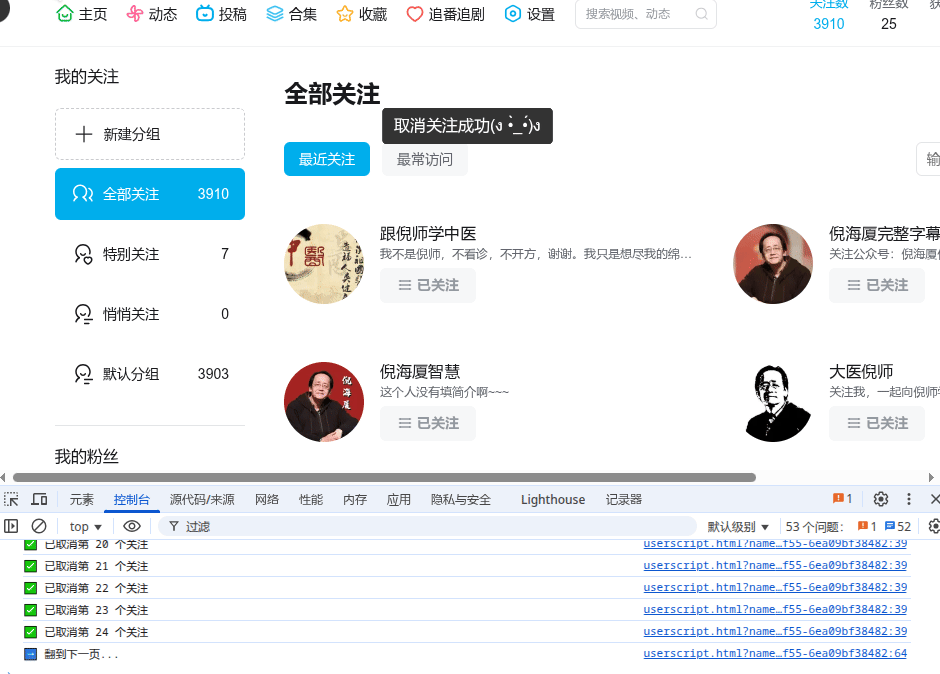 主页 动态 投稿 合集 收藏 追番追剧 设置 搜索视频、动态 关注数 粉丝数
3910 25
我的关注
全部关注
取消关注成功(ง •̀_•́)ง
新建分组
最近关注 最常访问 输
全部关注 3910
特别关注 7
悄悄关注 0
默认分组 3903
我的粉丝
跟倪师学中医
我不是倪师，不看诊，不开方，谢谢。我只是想尽我的绵...
已关注
倪海厦完整字幕
关注公众号：倪海厦
已关注
倪海厦
倪海厦智慧
这个人没有填简介啊~~~
已关注
大医倪师
关注我，一起向倪师
已关注
元素 控制台 源代码/来源 网络 性能 内存 应用 隐私与安全 Lighthouse 记录器 1
top 过滤 默认级别 53 个问题： 1 52
已取消第 20 个关注 userscript.html?name…f55-6ea09bf38482:39
已取消第 21 个关注 userscript.html?name…f55-6ea09bf38482:39
已取消第 22 个关注 userscript.html?name…f55-6ea09bf38482:39
已取消第 23 个关注 userscript.html?name…f55-6ea09bf38482:39
已取消第 24 个关注 userscript.html?name…f55-6ea09bf38482:39
翻到下一页... userscript.html?name…f55-6ea09bf38482:64